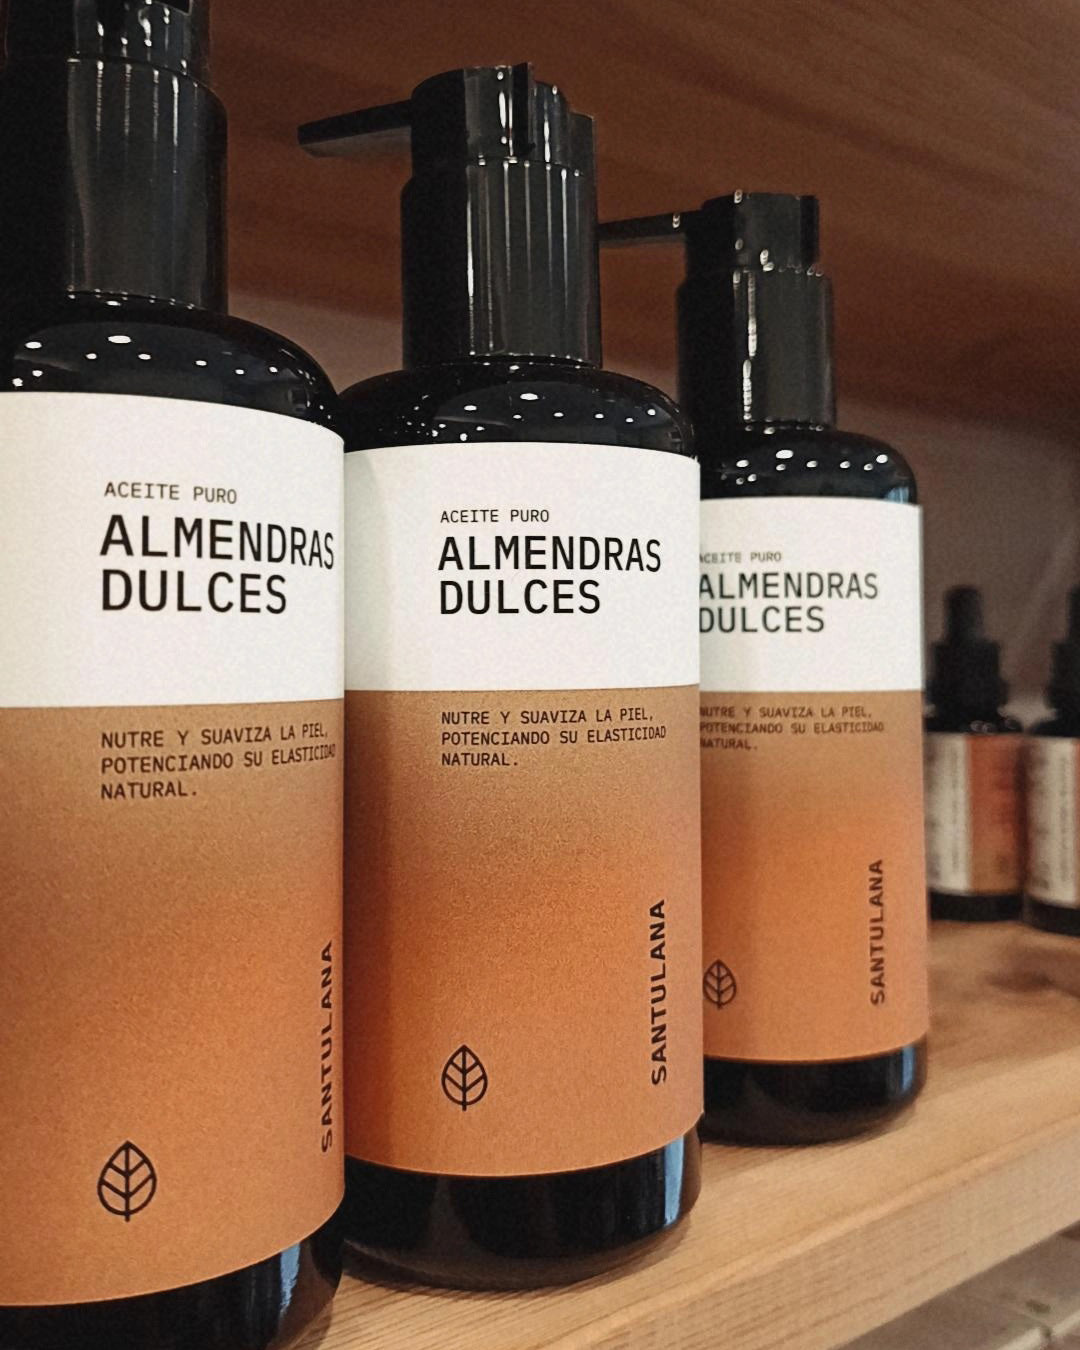 ACEITE PURO
ALMENDRAS
DULCES
NUTRE Y SUAVIZA LA PIEL,
POTENCIANDO SU ELASTICIDAD
NATURAL.
SANTULANA
ACEITE PURO
ALMENDRAS
DULCES
NUTRE Y SUAVIZA LA PIEL,
POTENCIANDO SU ELASTICIDAD
NATURAL.
SANTULANA
ACEITE PURO
ALMENDRAS
DULCES
NUTRE Y SUAVIZA LA PIEL,
POTENCIANDO SU ELASTICIDAD
NATURAL.
SANTULANA